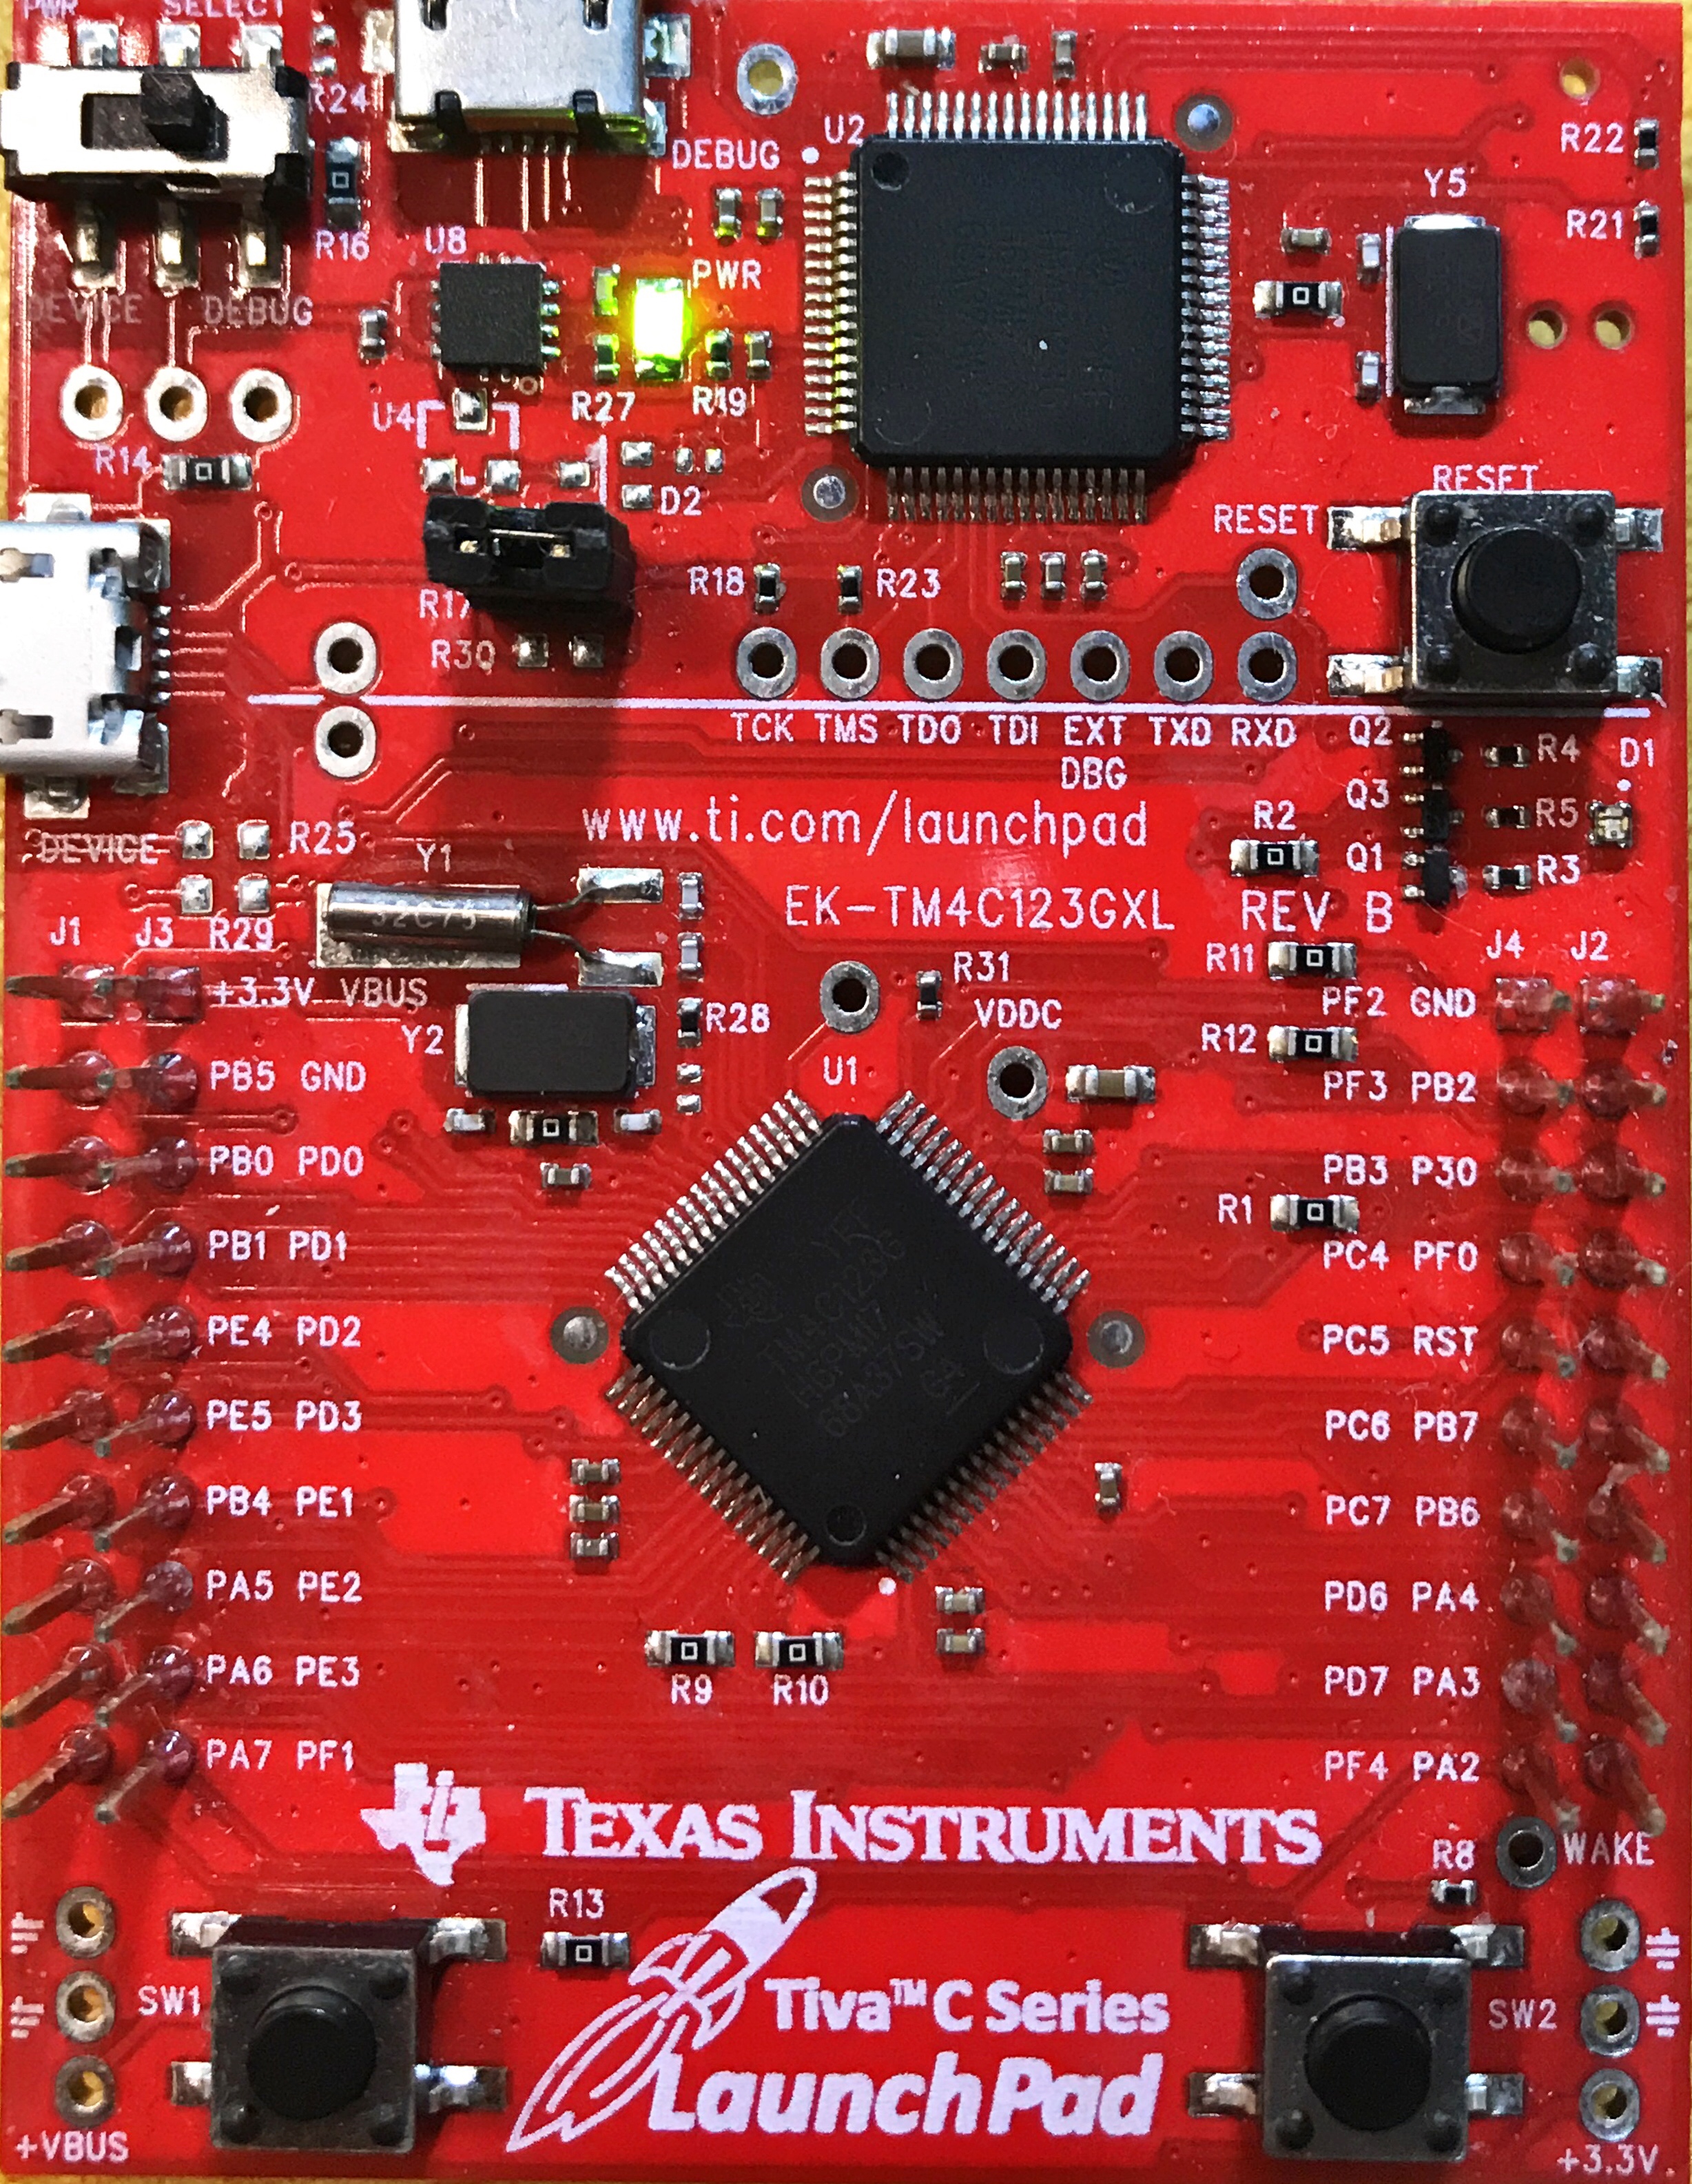 PWR SELECT
R24
DEBUG
U2
R22
Y5
R16
U8
R21
PWR
DEVICE DEBUG
U4
R27
R19
R14
D2
RESET
RESET
R18
R23
R17
R30
TCK TMS TDO TDI EXT TXD RXD
DBG
Q2
R4
D1
Q3
R5
www.ti.com/launchpad
R2
Q1
R3
DEVICE
R25
Y1
EK-TM4C123GXL REV B
J1 J3
R29
R11
J4 J2
R31
+3.3V VBUS
VDDC
PF2 GND
Y2
R28
R12
U1
PB5 GND
PF3 PB2
PB0 PD0
PB3 P30
R1
PB1 PD1
PC4 PF0
PE4 PD2
PC5 RST
PE5 PD3
PC6 PB7
PB4 PE1
PC7 PB6
PA5 PE2
PD6 PA4
PA6 PE3
PD7 PA3
R9
R10
PA7 PF1
PF4 PA2
TEXAS INSTRUMENTS
R8
WAKE
R13
SW1
Tiva™ C Series
LaunchPad
SW2
+VBUS
+3.3V